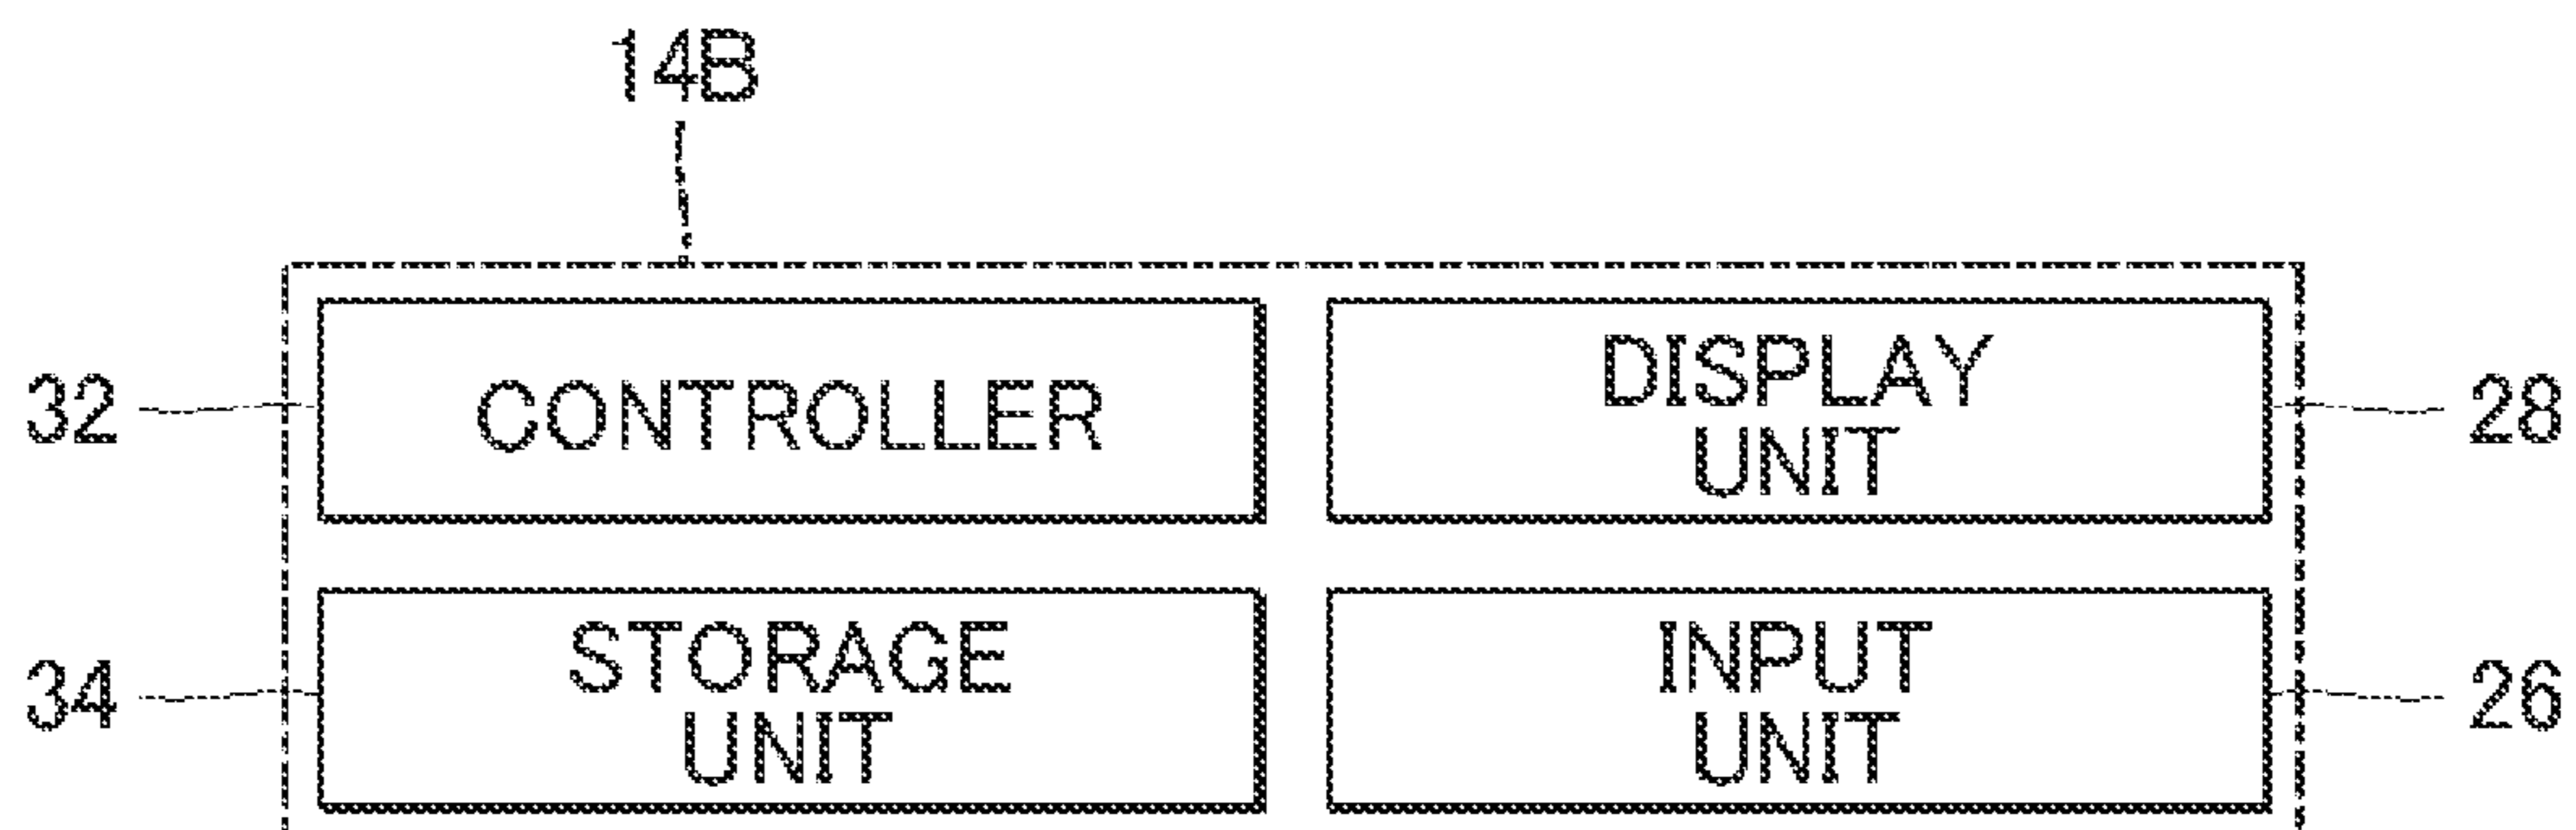 14B
32
CONTROLLER
DISPLAY
UNIT
28
34
STORAGE
UNIT
INPUT
UNIT
26